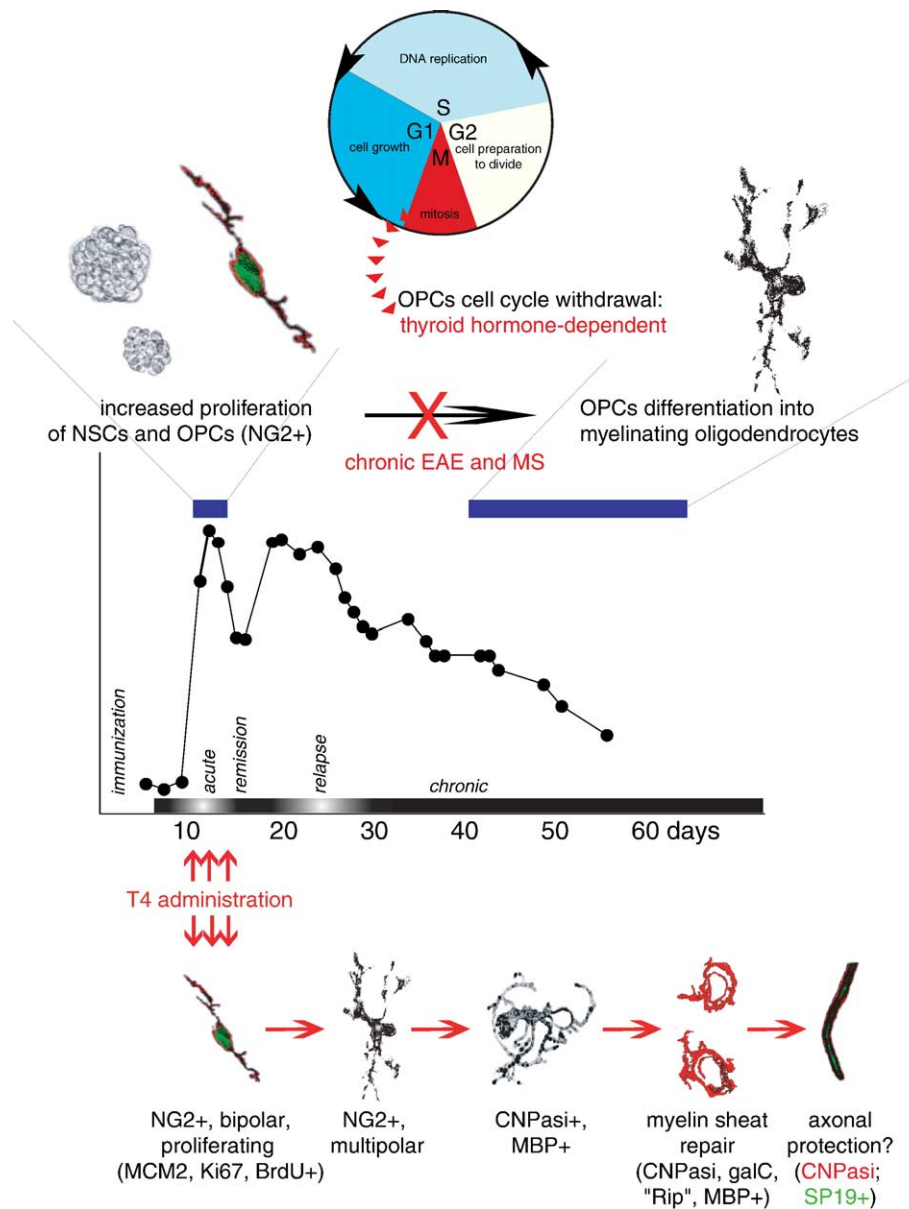 DNA replication
S
G1 G2
cell growth
cell preparation
to divide
M
mitosis
OPCs cell cycle withdrawal:
thyroid hormone-dependent
increased proliferation
of NSCs and OPCs (NG2+)
X
chronic EAE and MS
OPCs differentiation into
myelinating oligodendrocytes
immunization
acute
remission
relapse
chronic
10 20 30 40 50 60 days
T4 administration
NG2+, bipolar,
proliferating
(MCM2, Ki67, BrdU+)
NG2+,
multipolar
CNPasi+,
MBP+
myelin sheat
repair
(CNPasi, galC,
"Rip", MBP+)
axonal
protection?
(CNPasi;
SP19+)